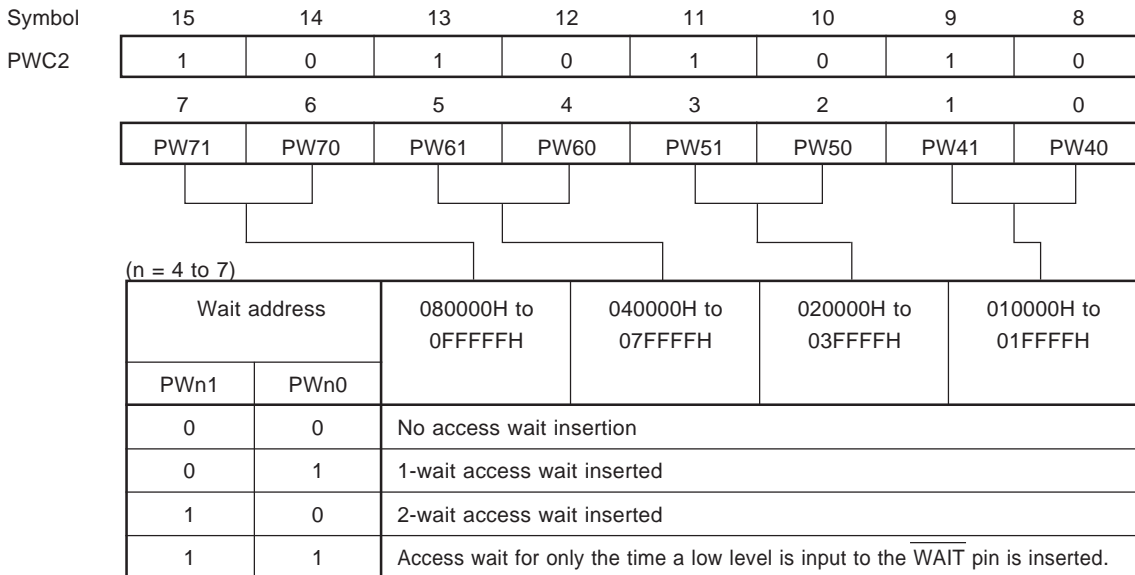 Symbol 15 14 13 12 11 10 9 8
PWC2 1 0 1 0 1 0 1 0
7 6 5 4 3 2 1 0
PW71 PW70 PW61 PW60 PW51 PW50 PW41 PW40
(n = 4 to 7)
Wait address 080000H to 040000H to 020000H to 010000H to
0FFFFFH 07FFFFH 03FFFFH 01FFFFH
PWn1 PWn0
0 0 No access wait insertion
0 1 1-wait access wait inserted
1 0 2-wait access wait inserted
1 1 Access wait for only the time a low level is input to the WAIT pin is inserted.